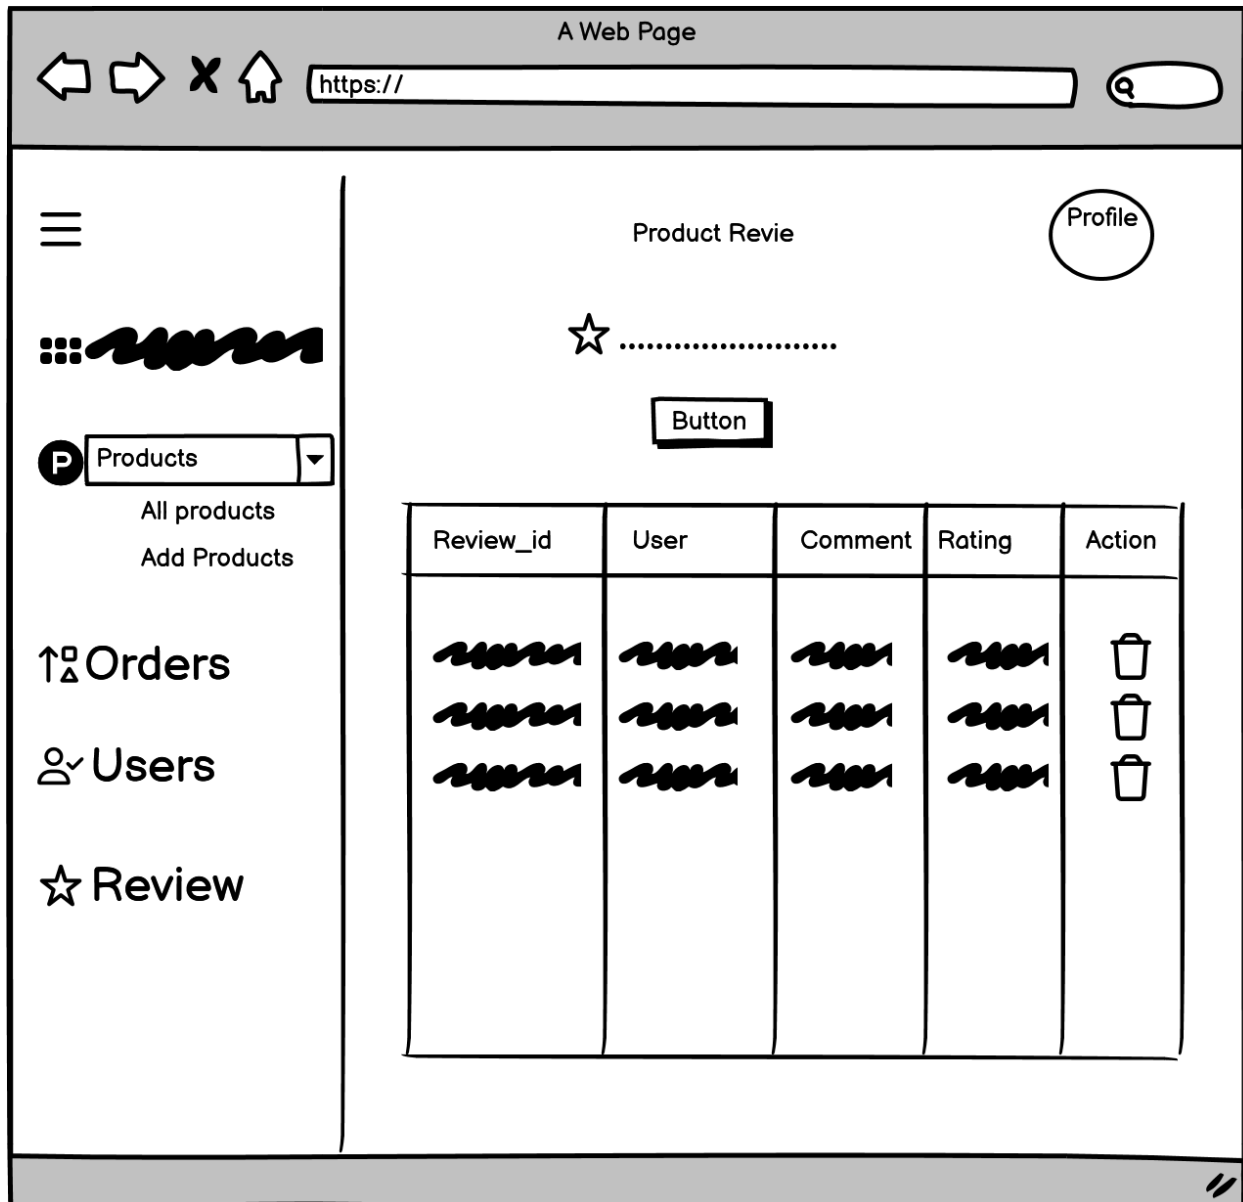 A Web Page
https://
Product Revie
Profile
Button
P Products
All products
Add Products
Orders
Users
Review
Review_id User Comment Rating Action